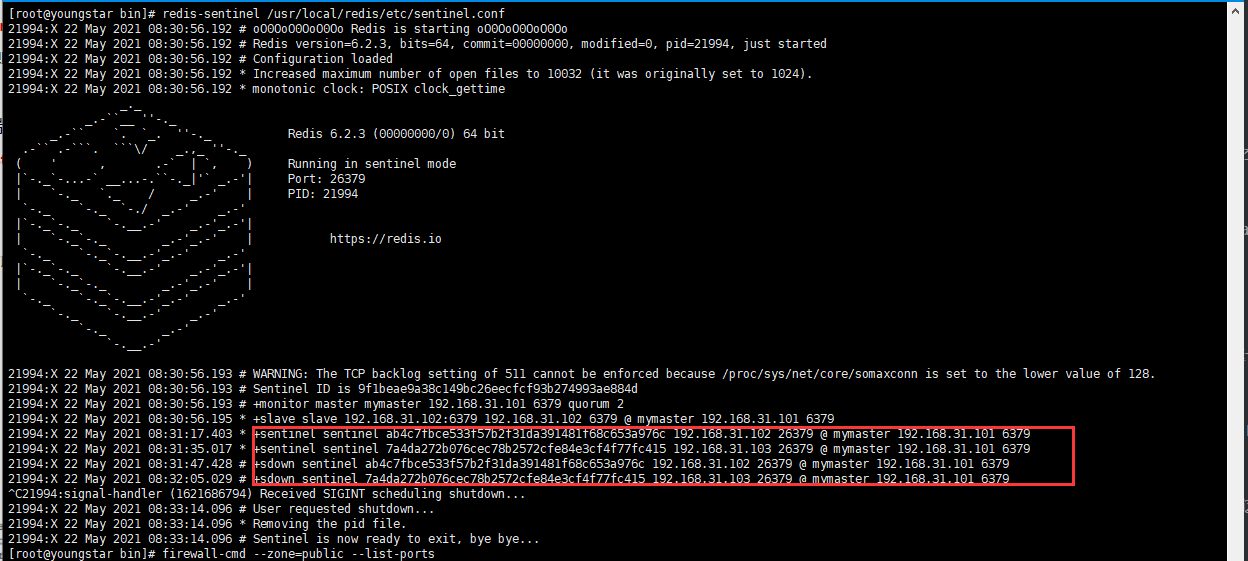 [root@youngstar bin]# redis-sentinel /usr/local/redis/etc/sentinel.conf
21994:X 22 May 2021 08:30:56.192 # oO0OoO0OoO0Oo Redis is starting oO0OoO0OoO0Oo
21994:X 22 May 2021 08:30:56.192 # Redis version=6.2.3, bits=64, commit=00000000, modified=0, pid=21994, just started
21994:X 22 May 2021 08:30:56.192 # Configuration loaded
21994:X 22 May 2021 08:30:56.192 * Increased maximum number of open files to 10032 (it was originally set to 1024).
21994:X 22 May 2021 08:30:56.192 * monotonic clock: POSIX clock_gettime
Redis 6.2.3 (00000000/0) 64 bit
Running in sentinel mode
Port: 26379
PID: 21994
https://redis.io
21994:X 22 May 2021 08:30:56.193 # WARNING: The TCP backlog setting of 511 cannot be enforced because /proc/sys/net/core/somaxconn is set to the lower value of 128.
21994:X 22 May 2021 08:30:56.193 # Sentinel ID is 9f1beae9a38c149bc26eecfcf93b274993ae884d
21994:X 22 May 2021 08:30:56.193 # +monitor master mymaster 192.168.31.101 6379 quorum 2
21994:X 22 May 2021 08:30:56.195 * +slave slave 192.168.31.102:6379 192.168.31.102 6379 @ mymaster 192.168.31.101 6379
21994:X 22 May 2021 08:31:17.403 * +sentinel sentinel ab4c7fbce533f57b2f31da391481f68c653a976c 192.168.31.102 26379 @ mymaster 192.168.31.101 6379
21994:X 22 May 2021 08:31:35.017 * +sentinel sentinel 7a4da272b076cec78b2572cfe84e3cf4f77fc415 192.168.31.103 26379 @ mymaster 192.168.31.101 6379
21994:X 22 May 2021 08:31:47.428 # +sdown sentinel ab4c7fbce533f57b2f31da391481f68c653a976c 192.168.31.102 26379 @ mymaster 192.168.31.101 6379
21994:X 22 May 2021 08:32:05.029 # +sdown sentinel 7a4da272b076cec78b2572cfe84e3cf4f77fc415 192.168.31.103 26379 @ mymaster 192.168.31.101 6379
^C21994:signal-handler (1621686794) Received SIGINT scheduling shutdown...
21994:X 22 May 2021 08:33:14.096 # User requested shutdown...
21994:X 22 May 2021 08:33:14.096 * Removing the pid file.
21994:X 22 May 2021 08:33:14.096 # Sentinel is now ready to exit, bye bye...
[root@youngstar bin]# firewall-cmd --zone=public --list-ports